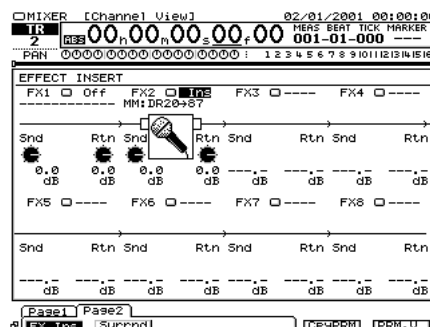 MIXER [Channel View] 02/01/2001 00:00:0
TR 2 ABS 00h00m00s00f00 MEAS BEAT TICK MARKER
001-01-000 ---
PAN 1 2 3 4 5 6 7 8 9 10 11 12 13 14 15 16
EFFECT INSERT
FX1 Off FX2 Ins FX3 ---- FX4 ----
MM:DR20→87
Snd Rtn Snd Rtn Snd Rtn Snd Rtn
0.0 dB 0.0 dB 0.0 dB 0.0 dB ---.- dB ---.- dB ---.- dB ---.- dB
FX5 ---- FX6 ---- FX7 ---- FX8 ----
Snd Rtn Snd Rtn Snd Rtn Snd Rtn
---.- dB ---.- dB ---.- dB ---.- dB ---.- dB ---.- dB ---.- dB ---.- dB
Page1 Page2
FX Ins Surrnd